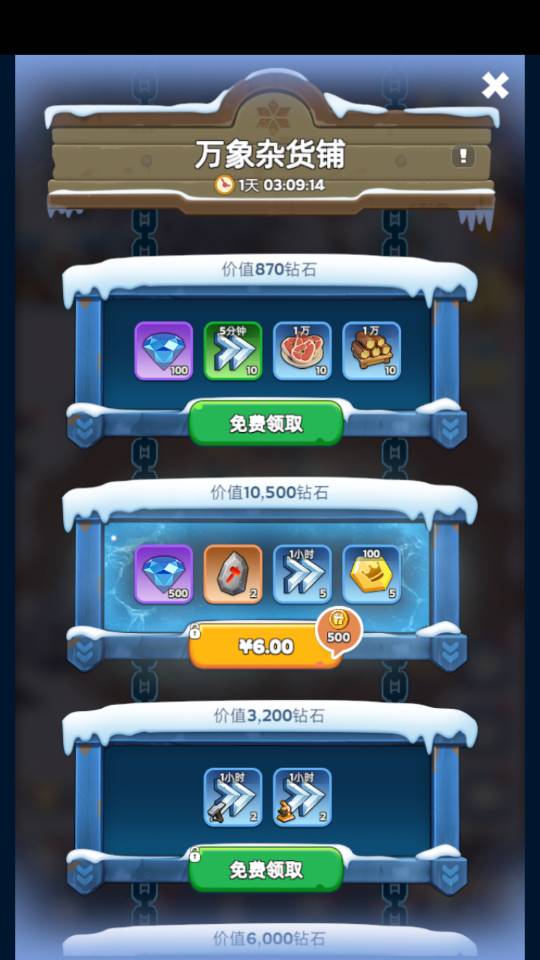 万象杂货铺
1天 03:09:14
价值870钻石
5分钟 1万 1万
100 10 10 10
免费领取
价值10,500钻石
1小时 100
500 2 5 5
500
¥6.00
价值3,200钻石
1小时 1小时
2 2
免费领取
价值6,000钻石